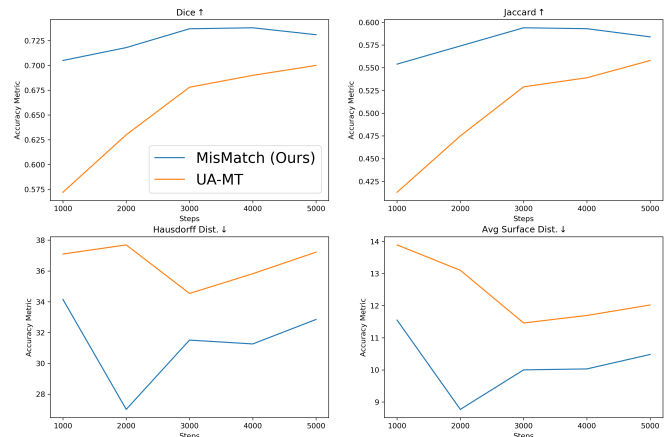 Dice ↑
Accuracy Metric
0.725
0.700
0.675
0.650
0.625
0.600
0.575
MisMatch (Ours)
UA-MT
1000 2000 3000 4000 5000
Steps
Jaccard ↑
Accuracy Metric
0.600
0.575
0.550
0.525
0.500
0.475
0.450
0.425
1000 2000 3000 4000 5000
Steps
Hausdorff Dist. ↓
Accuracy Metric
38
36
34
32
30
28
1000 2000 3000 4000 5000
Steps
Avg Surface Dist. ↓
Accuracy Metric
14
13
12
11
10
9
1000 2000 3000 4000 5000
Steps